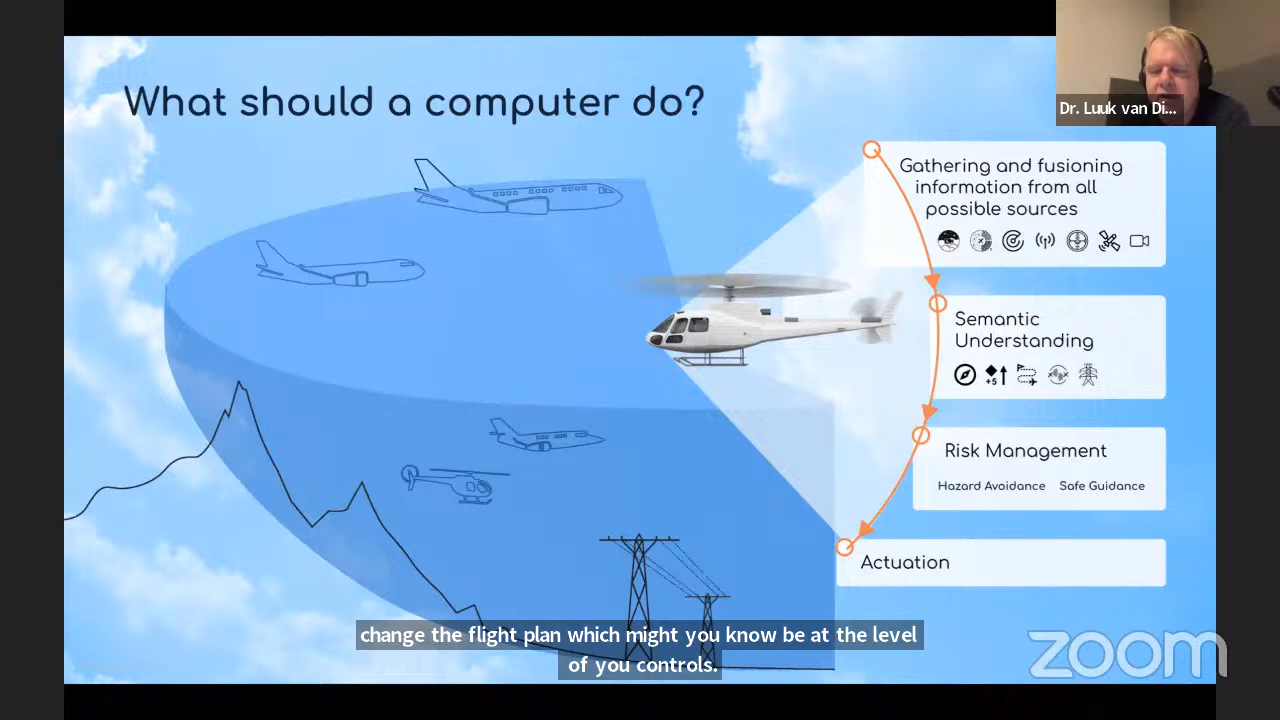 What should a computer do?
Dr. Luuk van Di...
Gathering and fusioning
information from all
possible sources
Semantic
Understanding
+5
Risk Management
Hazard Avoidance Safe Guidance
Actuation
change the flight plan which might you know be at the level
of you controls.
zoom